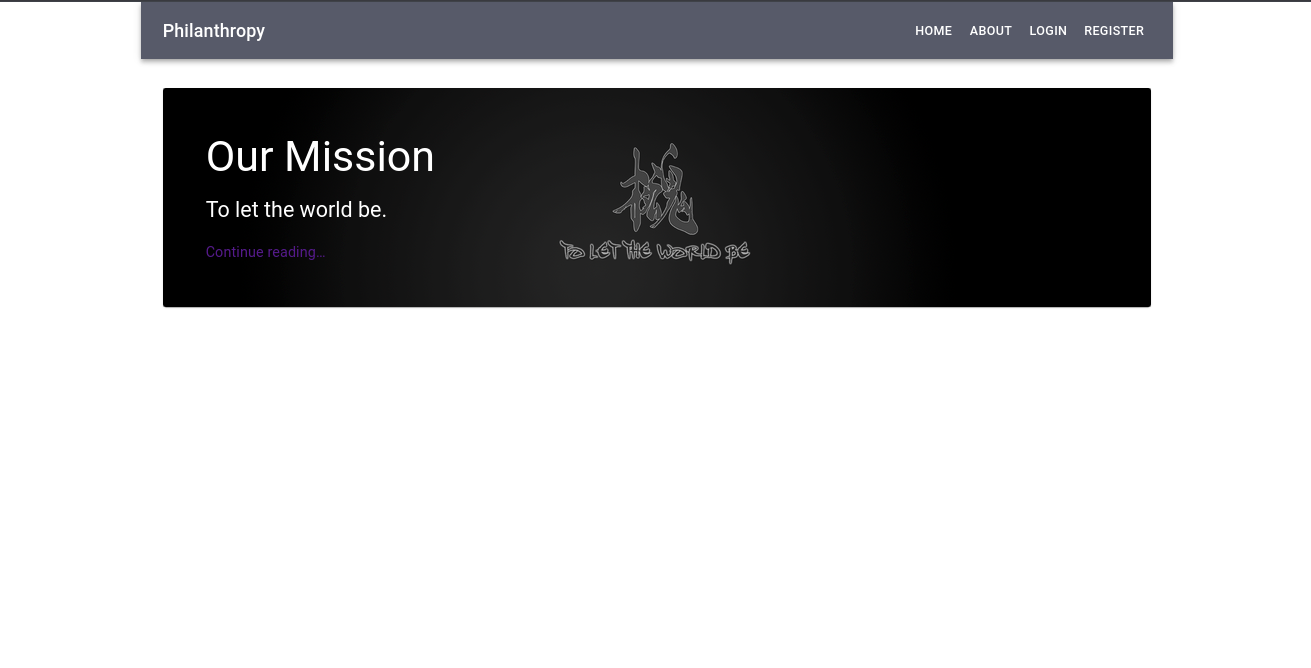 Philanthropy
HOME ABOUT LOGIN REGISTER
Our Mission
To let the world be.
Continue reading…
TO LET THE WORLD BE